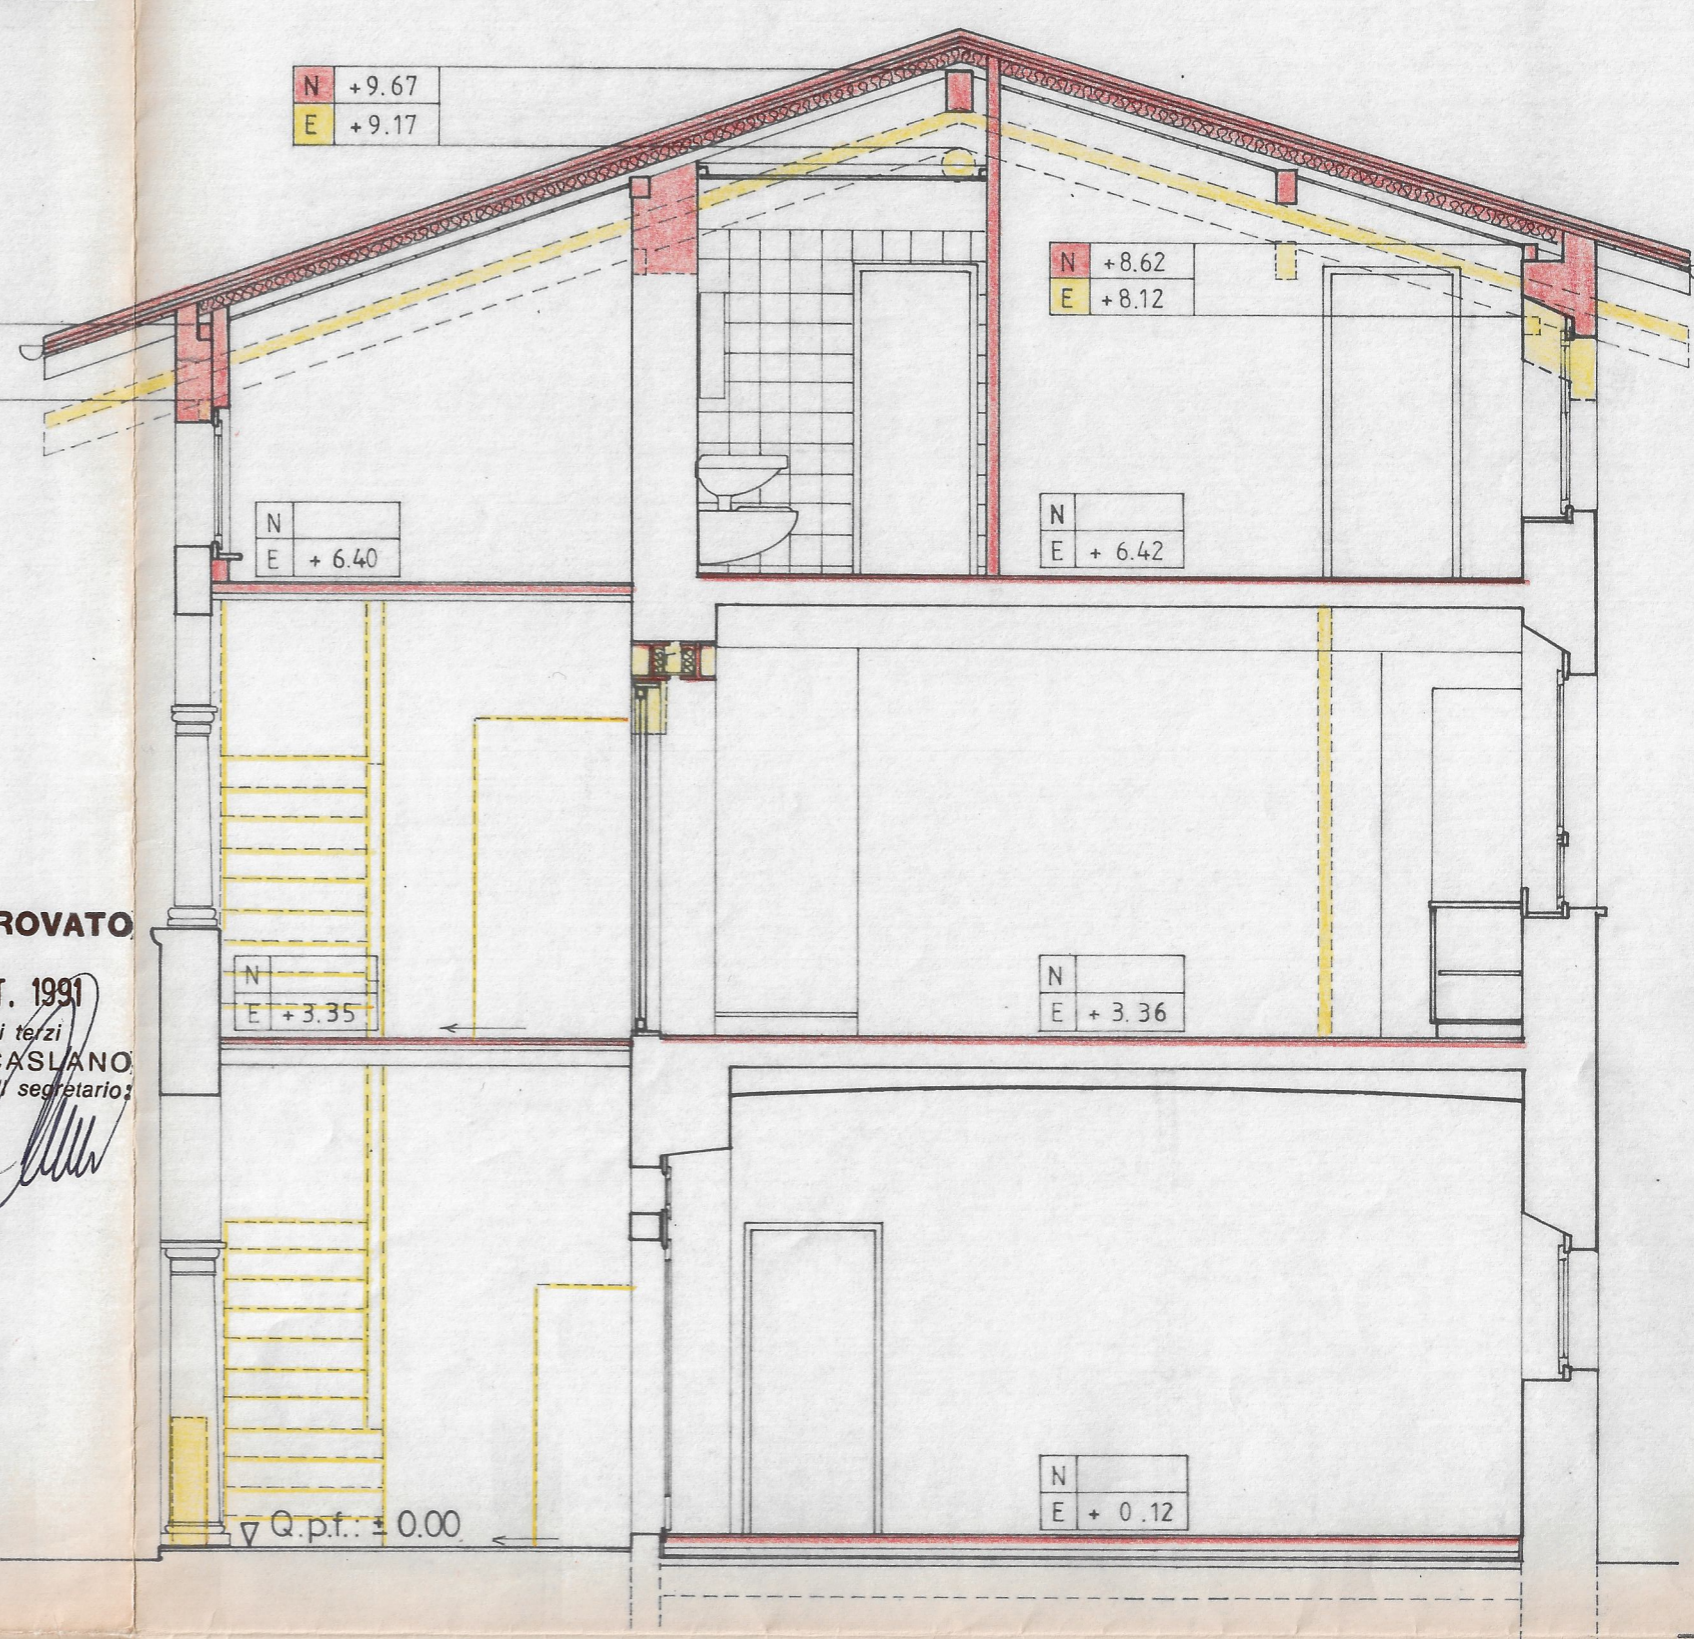 N +9.67
E +9.17
N +8.62
E +8.12
N
E + 6.40
N
E + 6.42
ROVATO
T. 1991
i terzi
CASLANO
segretario:
N
E + 3.35
N
E + 3.36
N
E + 0.12
Q.p.f.: ± 0.00